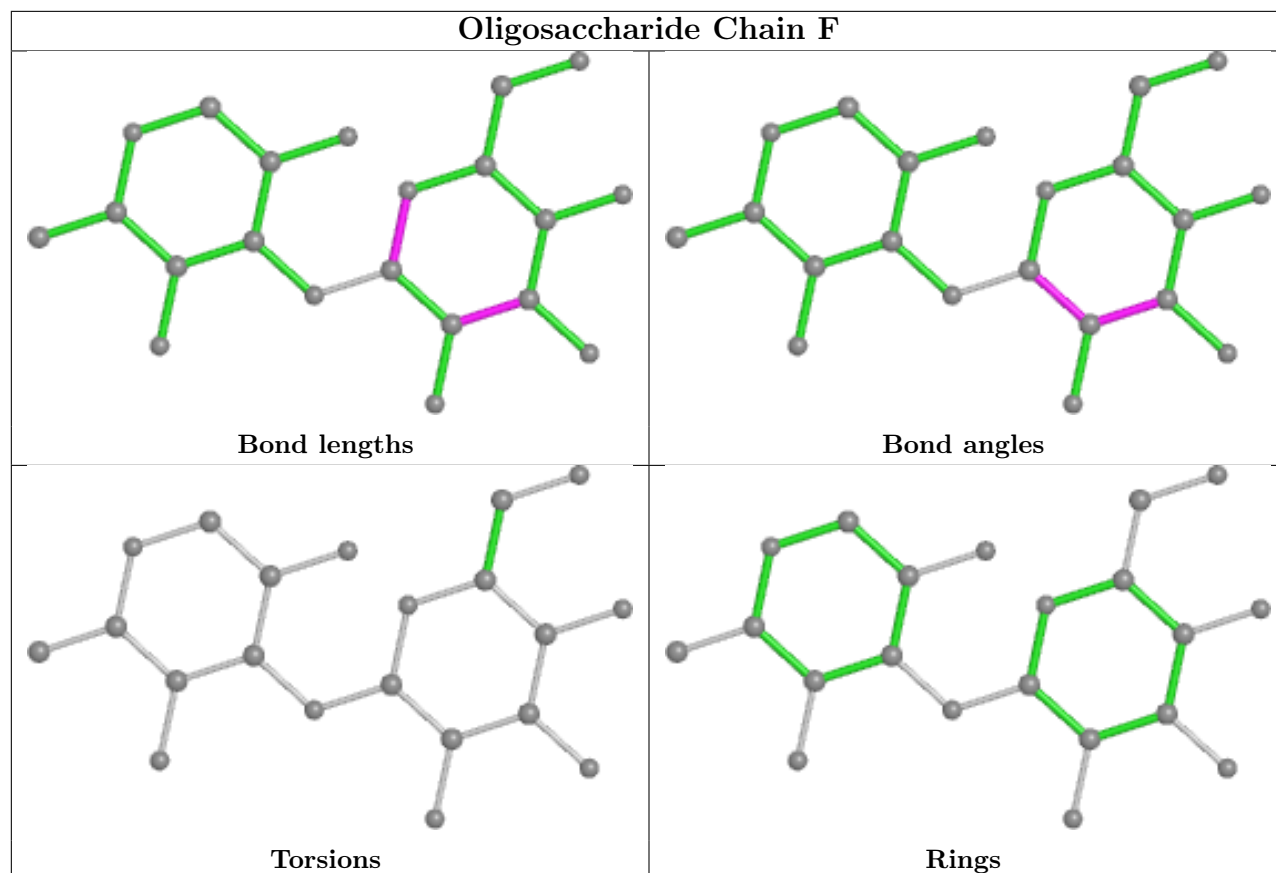 Oligosaccharide Chain F
Bond lengths
Bond angles
Torsions
Rings